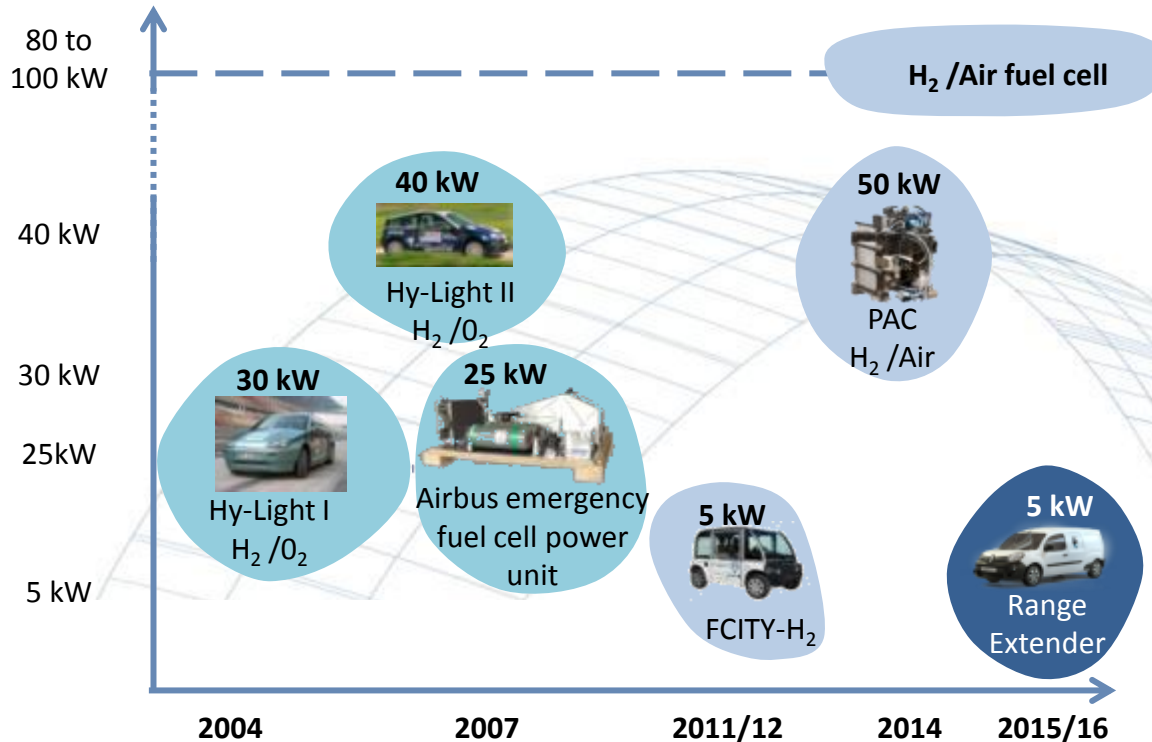 80 to
100 kW
H₂ /Air fuel cell
40 kW
50 kW
40 kW
Hy-Light II
H₂ /0₂
PAC
H₂ /Air
30 kW
30 kW
25 kW
25kW
Hy-Light I
H₂ /0₂
Airbus emergency
fuel cell power
unit
5 kW
5 kW
5 kW
FCITY-H₂
Range
Extender
2004
2007
2011/12
2014
2015/16